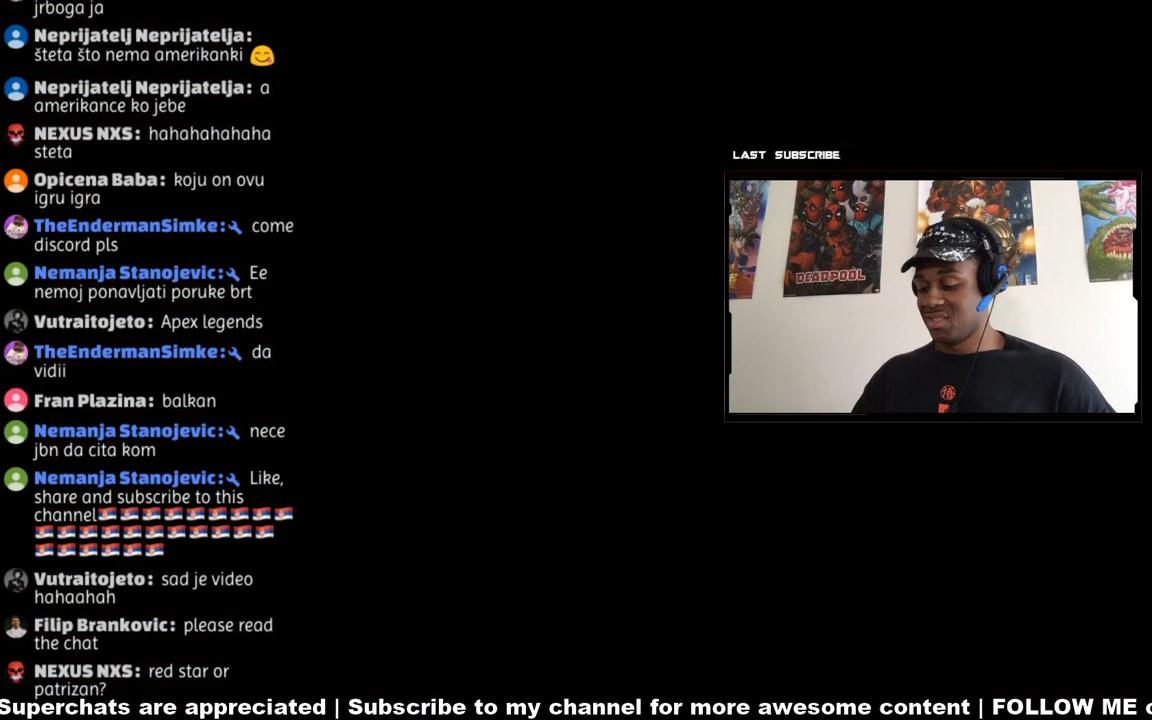 jrboga ja
Neprijatelj Neprijatelja:
šteta što nema amerikanki 😋
Neprijatelj Neprijatelja: a
amerikance ko jebe
NEXUS NXS: hahahahahaha
steta
Opicena Baba: koju on ovu
igru igra
TheEndermanSimke: come
discord pls
Nemanja Stanojevic: Ee
nemoj ponavljati poruke brt
Vutraitojeto: Apex legends
TheEndermanSimke: da
vidii
Fran Plazina: balkan
Nemanja Stanojevic: nece
jbn da cita kom
Nemanja Stanojevic: Like,
share and subscribe to this
channel🇷🇸🇷🇸🇷🇸🇷🇸🇷🇸🇷🇸🇷🇸🇷🇸🇷🇸
🇷🇸🇷🇸🇷🇸🇷🇸🇷🇸🇷🇸🇷🇸🇷🇸🇷🇸🇷🇸🇷🇸
🇷🇸🇷🇸🇷🇸🇷🇸🇷🇸🇷🇸
Vutraitojeto: sad je video
hahaahah
Filip Brankovic: please read
the chat
NEXUS NXS: red star or
patrizan?
LAST SUBSCRIBE
DEADPOOL
悟
Superchats are appreciated | Subscribe to my channel for more awesome content | FOLLOW ME